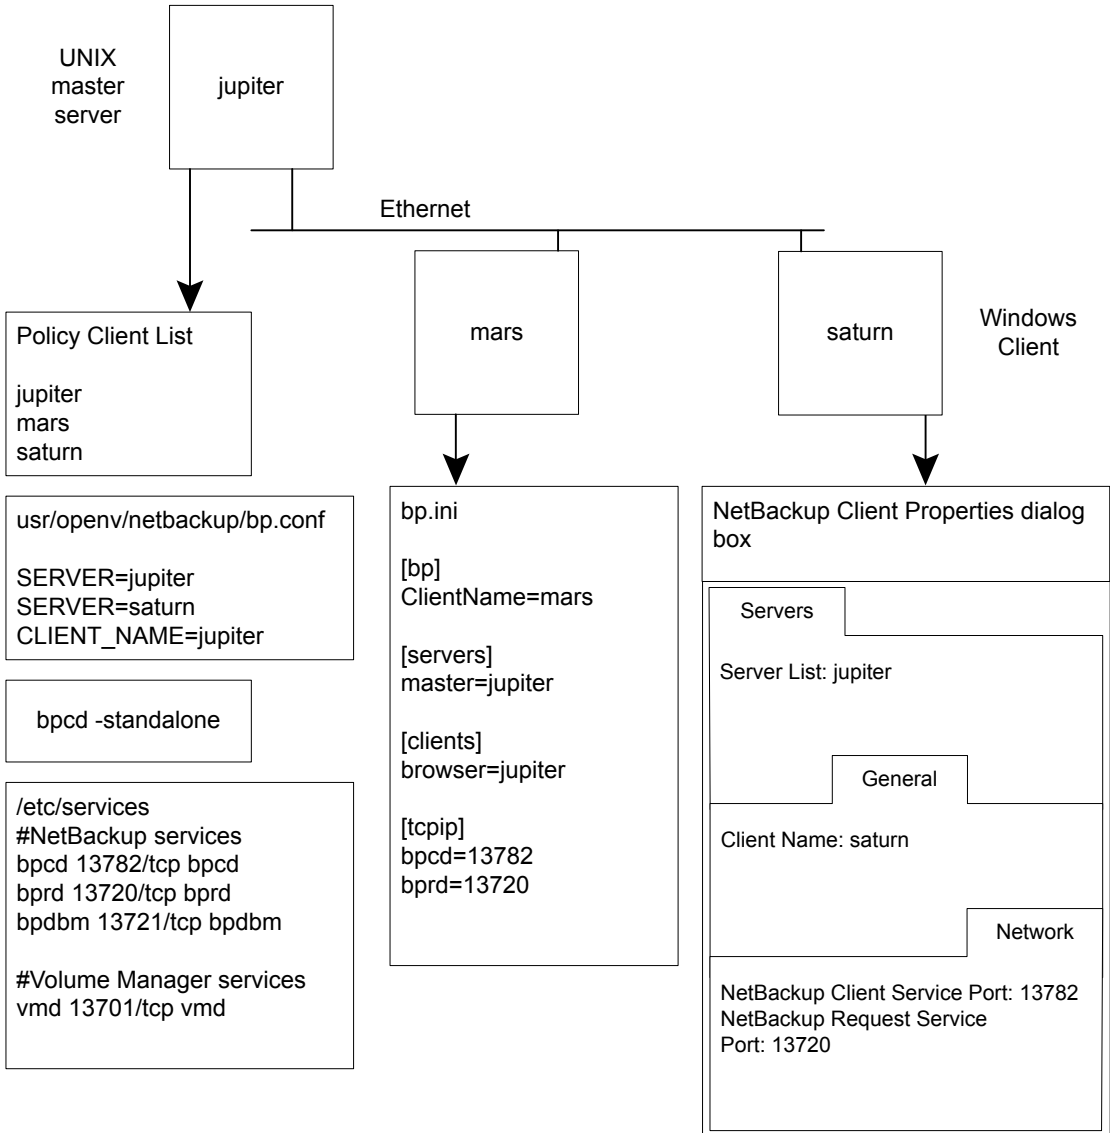 UNIX
master
server
jupiter
Ethernet
mars
saturn
Windows
Client
Policy Client List
jupiter
mars
saturn
usr/openv/netbackup/bp.conf
SERVER=jupiter
SERVER=saturn
CLIENT_NAME=jupiter
bpcd -standalone
/etc/services
#NetBackup services
bpcd 13782/tcp bpcd
bprd 13720/tcp bprd
bpdbm 13721/tcp bpdbm
#Volume Manager services
vmd 13701/tcp vmd
bp.ini
[bp]
ClientName=mars
[servers]
master=jupiter
[clients]
browser=jupiter
[tcpip]
bpcd=13782
bprd=13720
NetBackup Client Properties dialog
box
Servers
Server List: jupiter
General
Client Name: saturn
Network
NetBackup Client Service Port: 13782
NetBackup Request Service
Port: 13720